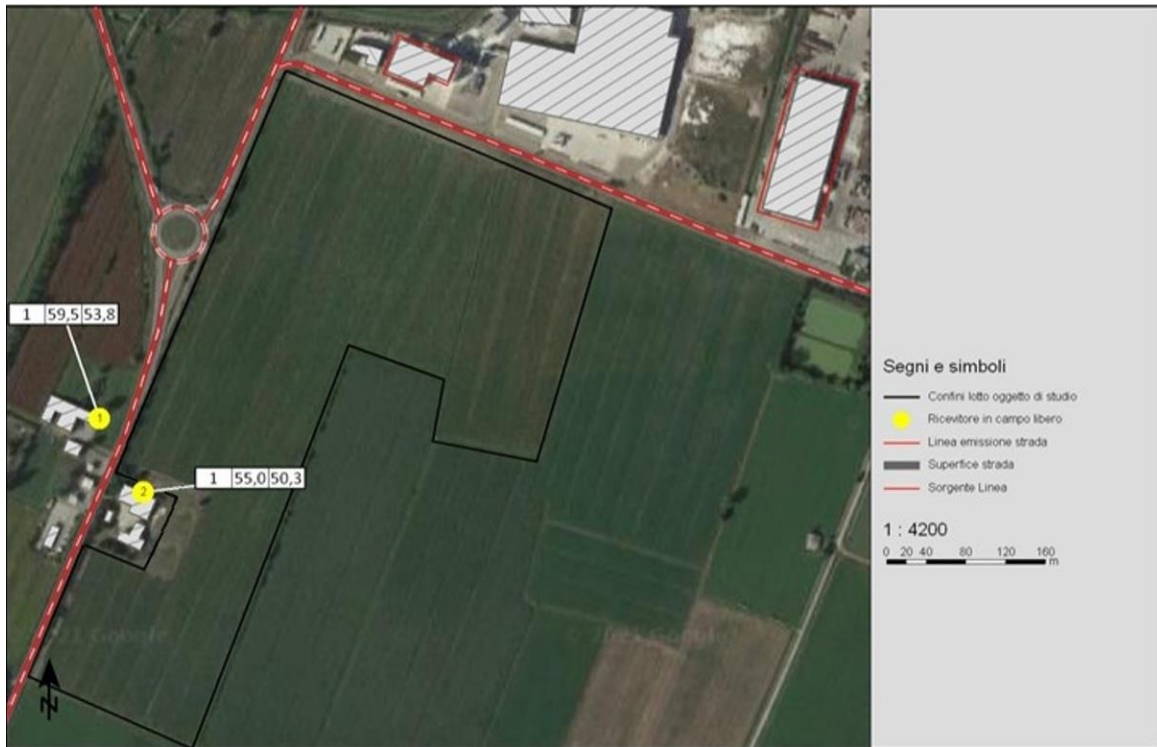 1 59,5 53,8
1
1 55,0 50,3
2
Segni e simboli
Confini lotto oggetto di studio
Ricevitore in campo libero
Linea emissione strada
Superfice strada
Sorgente Linea
1 : 4200
0 20 40 80 120 160
m
N
Google